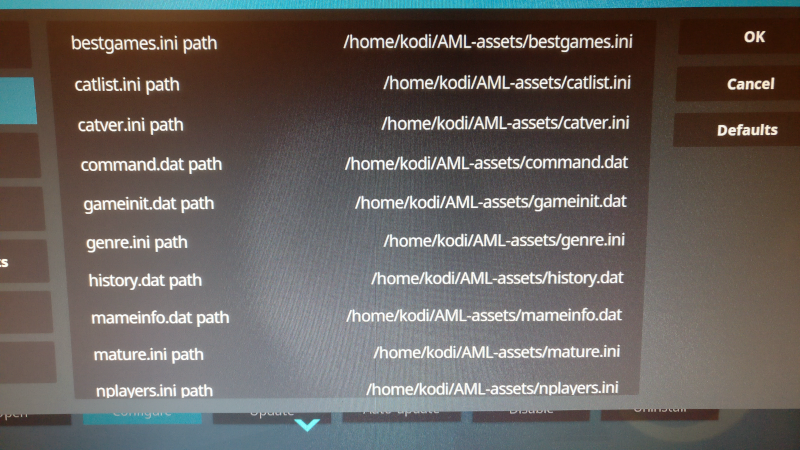 bestgames.ini path /home/kodi/AML-assets/bestgames.ini
catlist.ini path /home/kodi/AML-assets/catlist.ini
catver.ini path /home/kodi/AML-assets/catver.ini
command.dat path /home/kodi/AML-assets/command.dat
gameinit.dat path /home/kodi/AML-assets/gameinit.dat
genre.ini path /home/kodi/AML-assets/genre.ini
history.dat path /home/kodi/AML-assets/history.dat
mameinfo.dat path /home/kodi/AML-assets/mameinfo.dat
mature.ini path /home/kodi/AML-assets/mature.ini
nplayers.ini path /home/kodi/AML-assets/nplayers.ini
OK
Cancel
Defaults
Configure Update Auto-update Disable Uninstall